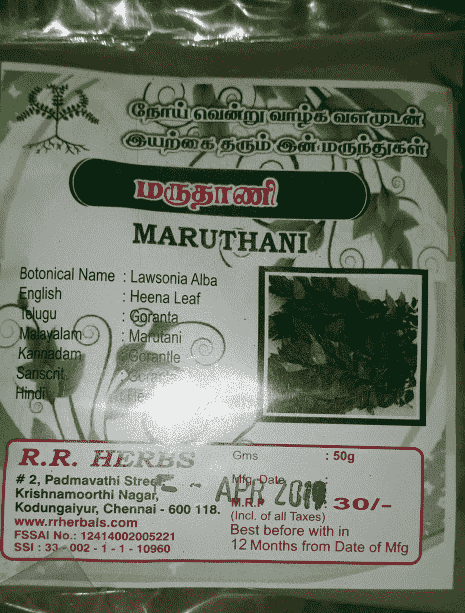 நோய் வென்று வாழ்க வளமுடன்
இயற்கை தரும் இன் மருந்துகள்
மருதாணி
MARUTHANI
Botonical Name : Lawsonia Alba
English : Heena Leaf
Telugu : Goranta
Malayalam : Marutani
Kannadam : Gorantle
Sanscrit :
Hindi :
R.R. HERBS
# 2, Padmavathi Street
Krishnamoorthi Nagar,
Kodungaiyur, Chennai - 600 118.
www.rrherbals.com
FSSAI No.: 12414002005221
SSI : 33 - 002 - 1 - 1 - 10960
Gms : 50g
Mfg. Date :
APR 2019
M.R.P : 30/-
(Incl. of all Taxes)
Best before with in
12 Months from Date of Mfg